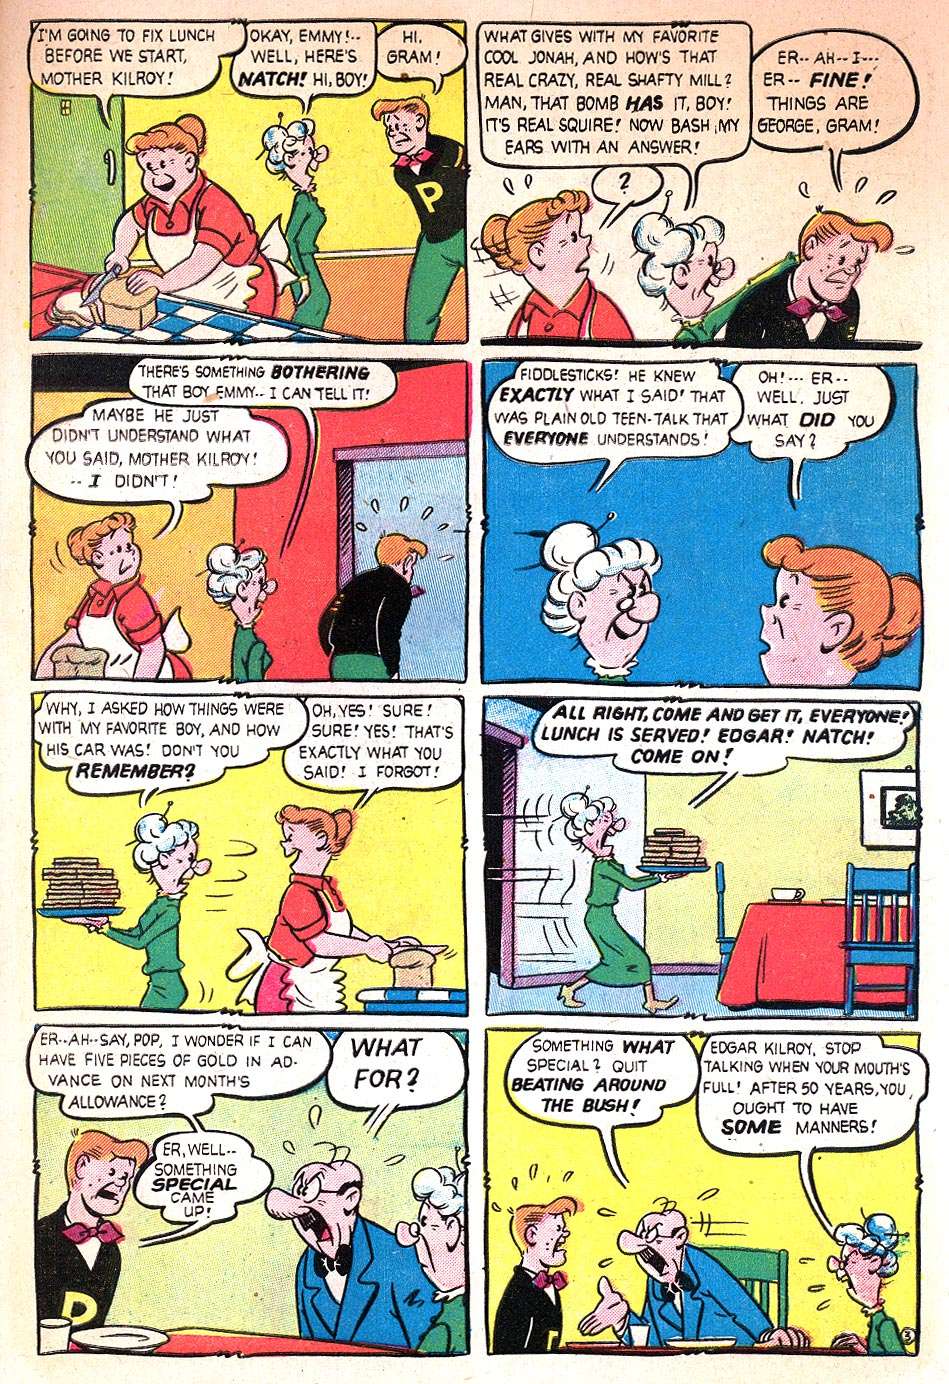 I'M GOING TO FIX LUNCH
BEFORE WE START,
MOTHER KILROY!
OKAY, EMMY!--
WELL, HERE'S
NATCH! HI, BOY!
HI,
GRAM!
P
WHAT GIVES WITH MY FAVORITE
COOL JONAH, AND HOW'S THAT
REAL CRAZY, REAL SHAFTY MILL?
MAN, THAT BOMB HAS IT, BOY!
IT'S REAL SQUIRE! NOW BASH MY
EARS WITH AN ANSWER!
?
ER-- AH-- I---
ER-- FINE!
THINGS ARE
GEORGE, GRAM!
THERE'S SOMETHING BOTHERING
THAT BOY, EMMY-- I CAN TELL IT!
MAYBE HE JUST
DIDN'T UNDERSTAND WHAT
YOU SAID, MOTHER KILROY!
-- I DIDN'T!
FIDDLESTICKS! HE KNEW
EXACTLY WHAT I SAID! THAT
WAS PLAIN OLD TEEN-TALK THAT
EVERYONE UNDERSTANDS!
OH!--- ER--
WELL, JUST
WHAT DID YOU
SAY?
WHY, I ASKED HOW THINGS WERE
WITH MY FAVORITE BOY, AND HOW
HIS CAR WAS! DON'T YOU
REMEMBER?
OH, YES! SURE!
SURE! YES! THAT'S
EXACTLY WHAT YOU
SAID! I FORGOT!
ALL RIGHT, COME AND GET IT, EVERYONE!
LUNCH IS SERVED! EDGAR! NATCH!
COME ON!
ER--AH--SAY, POP, I WONDER IF I CAN
HAVE FIVE PIECES OF GOLD IN AD-
VANCE ON NEXT MONTH'S
ALLOWANCE?
WHAT
FOR?
ER, WELL--
SOMETHING
SPECIAL
CAME
UP!
P
SOMETHING WHAT
SPECIAL? QUIT
BEATING AROUND
THE BUSH!
EDGAR KILROY, STOP
TALKING WHEN YOUR MOUTH'S
FULL! AFTER 50 YEARS, YOU
OUGHT TO HAVE
SOME MANNERS!
P
3